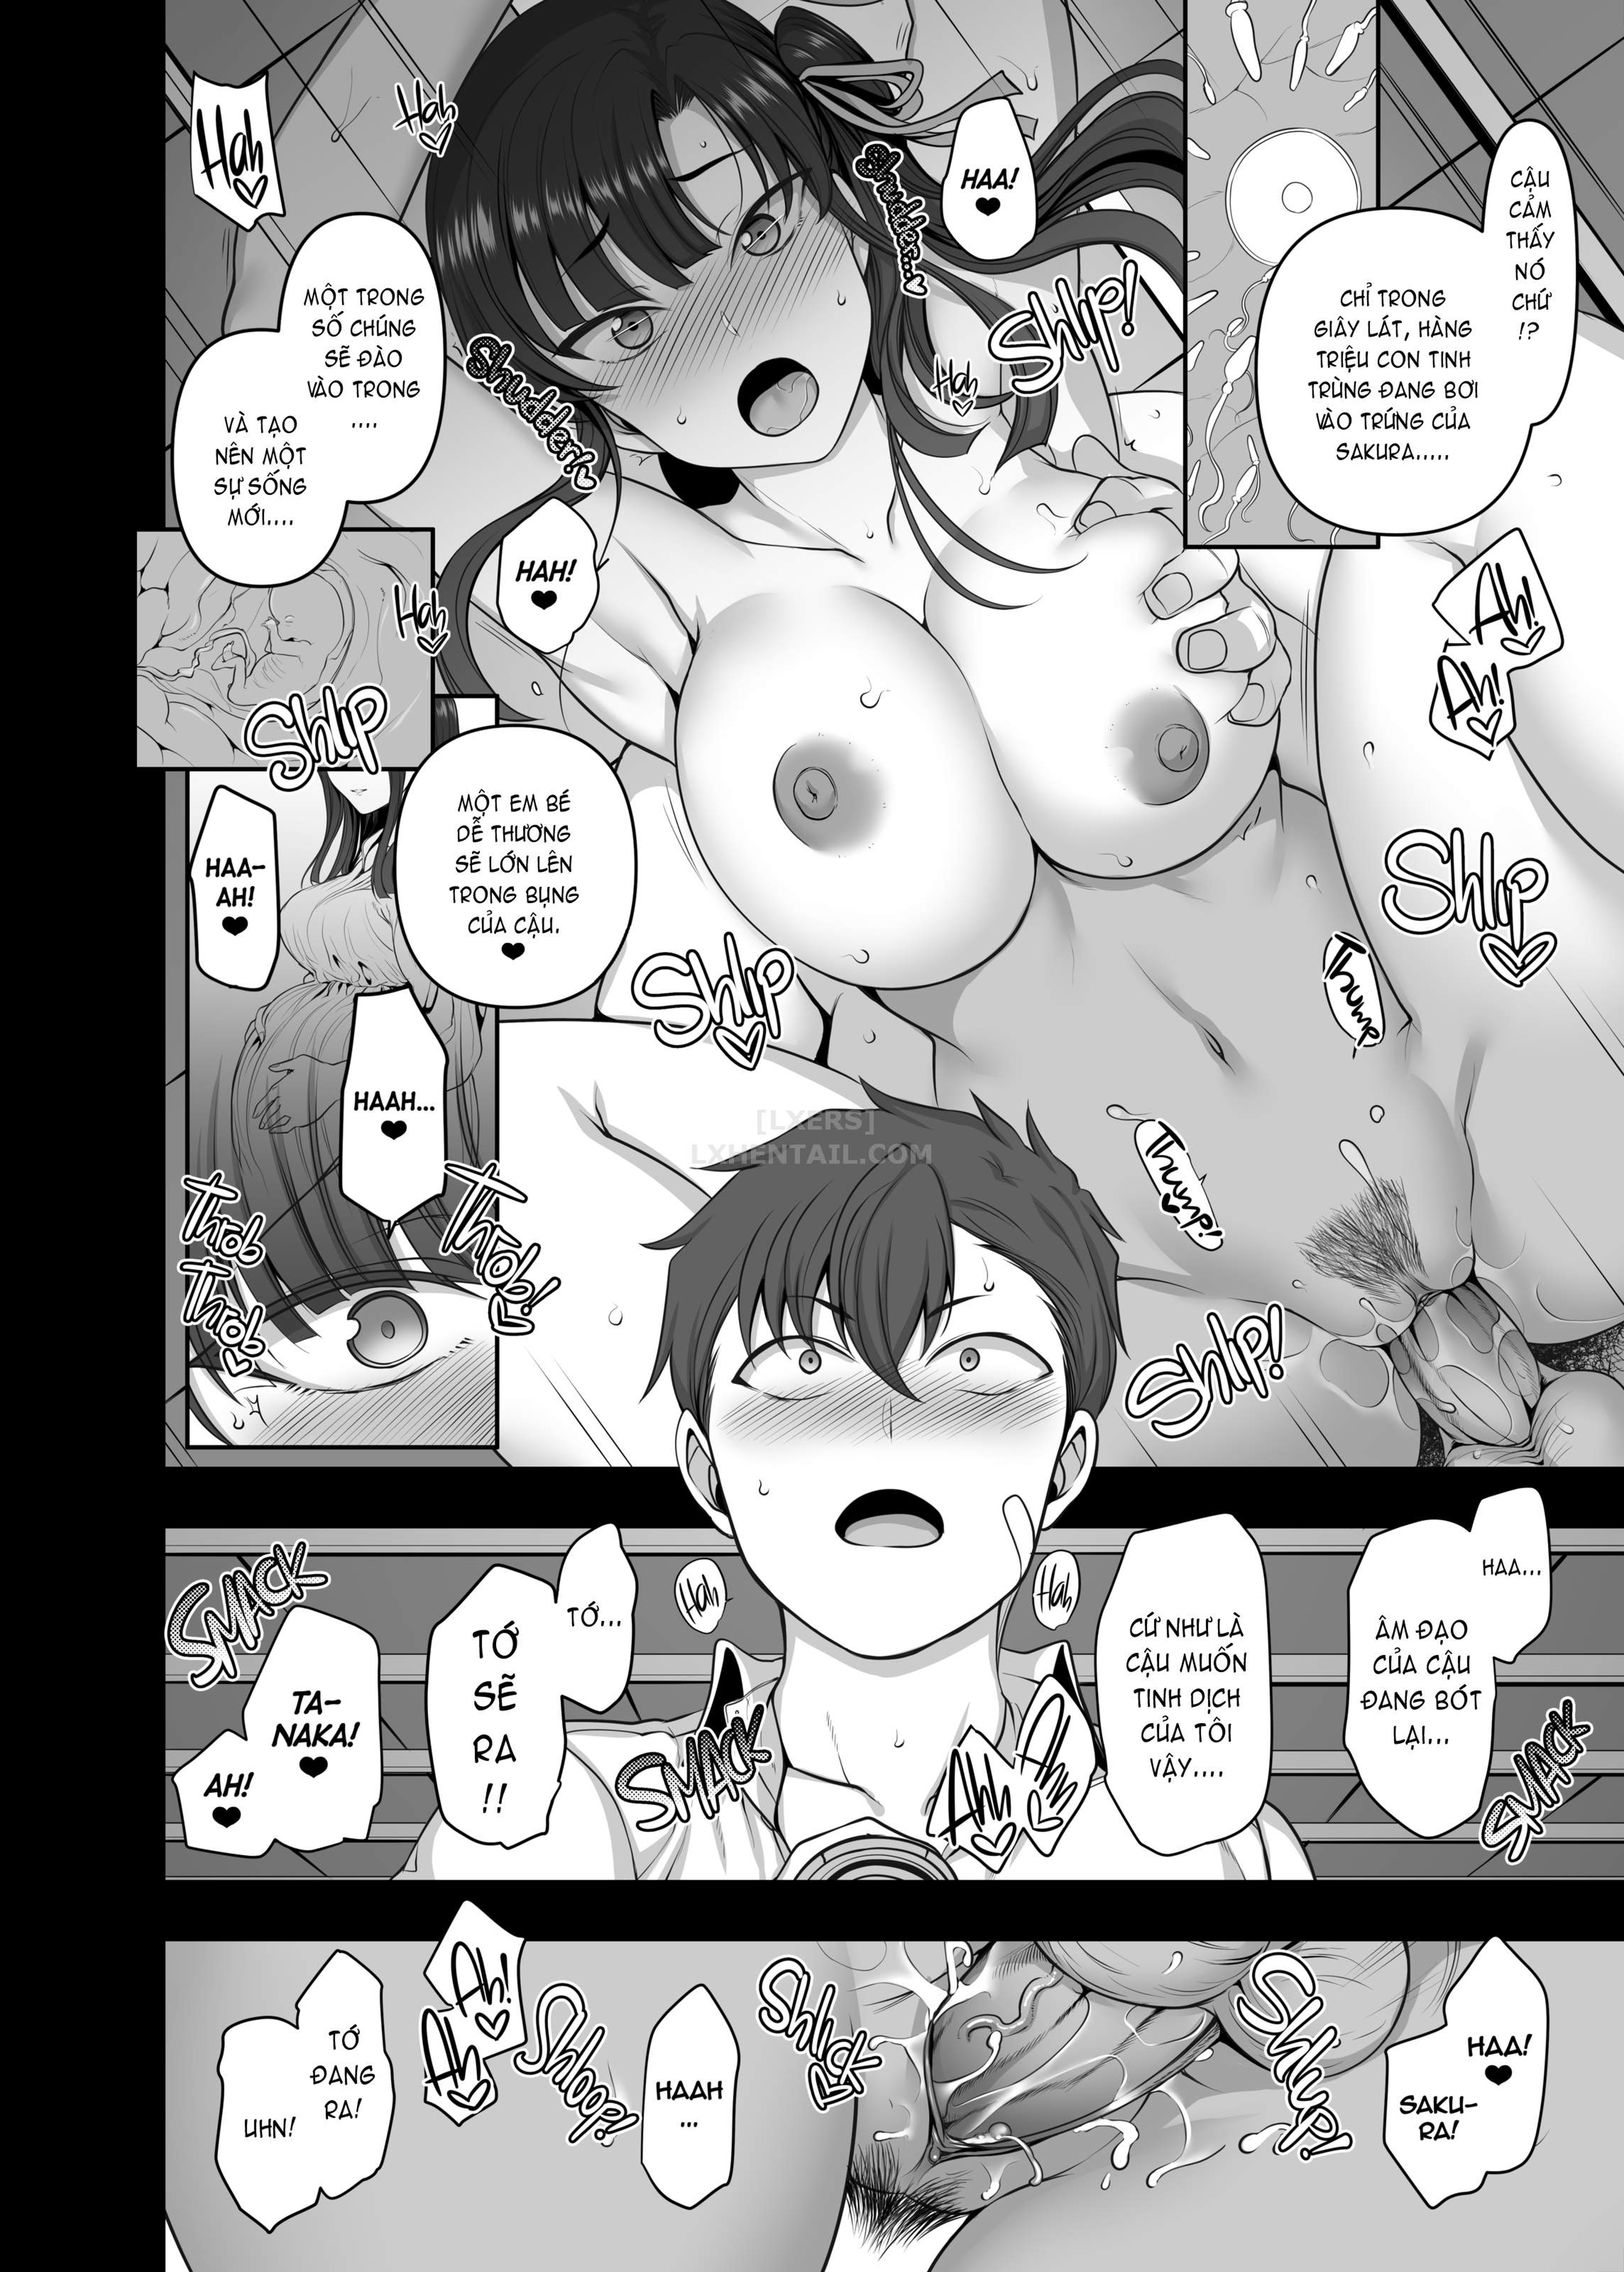 CẬU
CẢM
THẤY
NÓ
CHỨ
!?
CHỈ TRONG
GIÂY LÁT, HÀNG
TRIỆU CON TINH
TRÙNG ĐANG BƠI
VÀO TRỨNG CỦA
SAKURA.....
HAA!
Hah
Hah
Shudder...
Shlip!
Hah
Shudder!
MỘT TRONG
SỐ CHÚNG
SẼ ĐÀO
VÀO TRONG
....
VÀ TẠO
NÊN MỘT
SỰ SỐNG
MỚI....
HAH!
Hah
Ah!
Ah!
Shlip
MỘT EM BÉ
DỄ THƯƠNG
SẼ LỚN LÊN
TRONG BỤNG
CỦA CẬU.
HAA-
AH!
HAAH...
Shlip
Shlip
Thump
Thump!
Throb
Throb
Throb!
Shlip!
[LXERS]
LXHENTAIL.COM
HAA...
ÂM ĐẠO
CỦA CẬU
ĐANG BÓT
LẠI...
CỨ NHƯ LÀ
CẬU MUỐN
TINH DỊCH
CỦA TÔI
VẬY....
SMACK
Hah
Hah
Ahh
Ahh
SMACK
TỚ...
TỚ
SẼ
RA
!!
SMACK
TA-
NAKA!
AH!
HAA!
SAKU-
RA!
Shlup!
Shlick
HAAH
...
Shloop!
Ah!
Ah
TỚ
ĐANG
RA!
UHN!